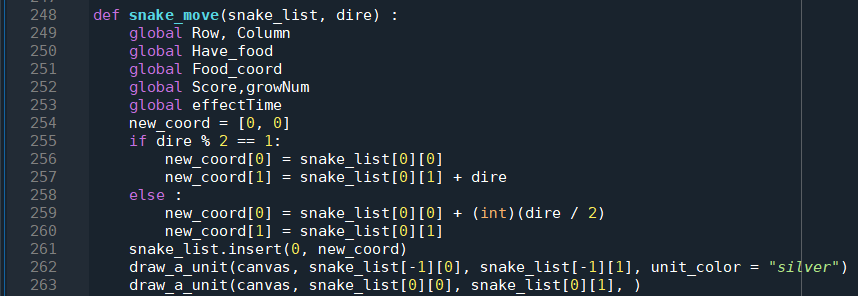 248 def snake_move(snake_list, dire) :
249     global Row, Column
250     global Have_food
251     global Food_coord
252     global Score,growNum
253     global effectTime
254     new_coord = [0, 0]
255     if dire % 2 == 1:
256         new_coord[0] = snake_list[0][0]
257         new_coord[1] = snake_list[0][1] + dire
258     else :
259         new_coord[0] = snake_list[0][0] + (int)(dire / 2)
260         new_coord[1] = snake_list[0][1]
261     snake_list.insert(0, new_coord)
262     draw_a_unit(canvas, snake_list[-1][0], snake_list[-1][1], unit_color = "silver")
263     draw_a_unit(canvas, snake_list[0][0], snake_list[0][1], )